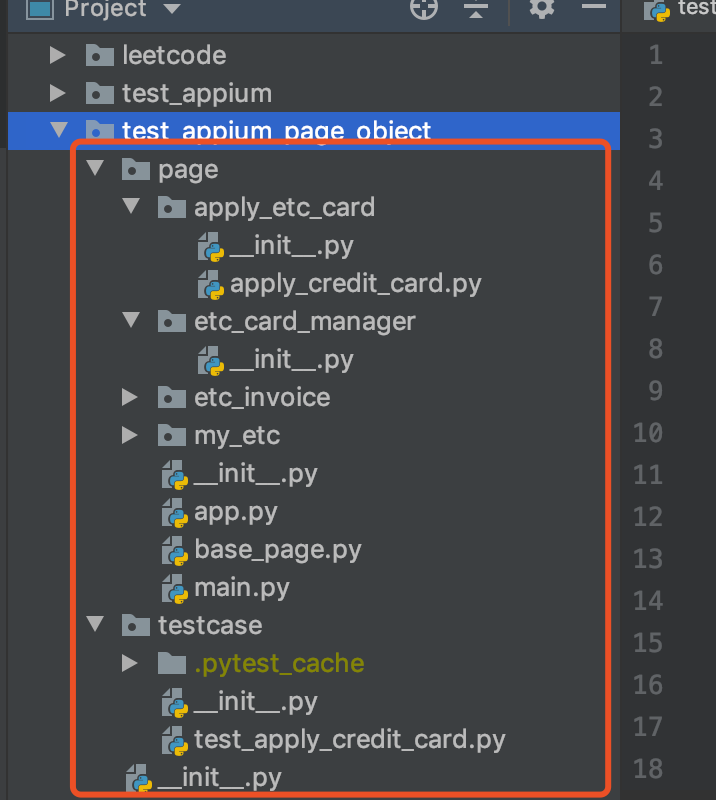 Project
test
leetcode
test_appium
test_appium_page_object
page
apply_etc_card
__init__.py
apply_credit_card.py
etc_card_manager
__init__.py
etc_invoice
my_etc
__init__.py
app.py
base_page.py
main.py
testcase
.pytest_cache
__init__.py
test_apply_credit_card.py
__init__.py
1
2
3
4
5
6
7
8
9
10
11
12
13
14
15
16
17
18